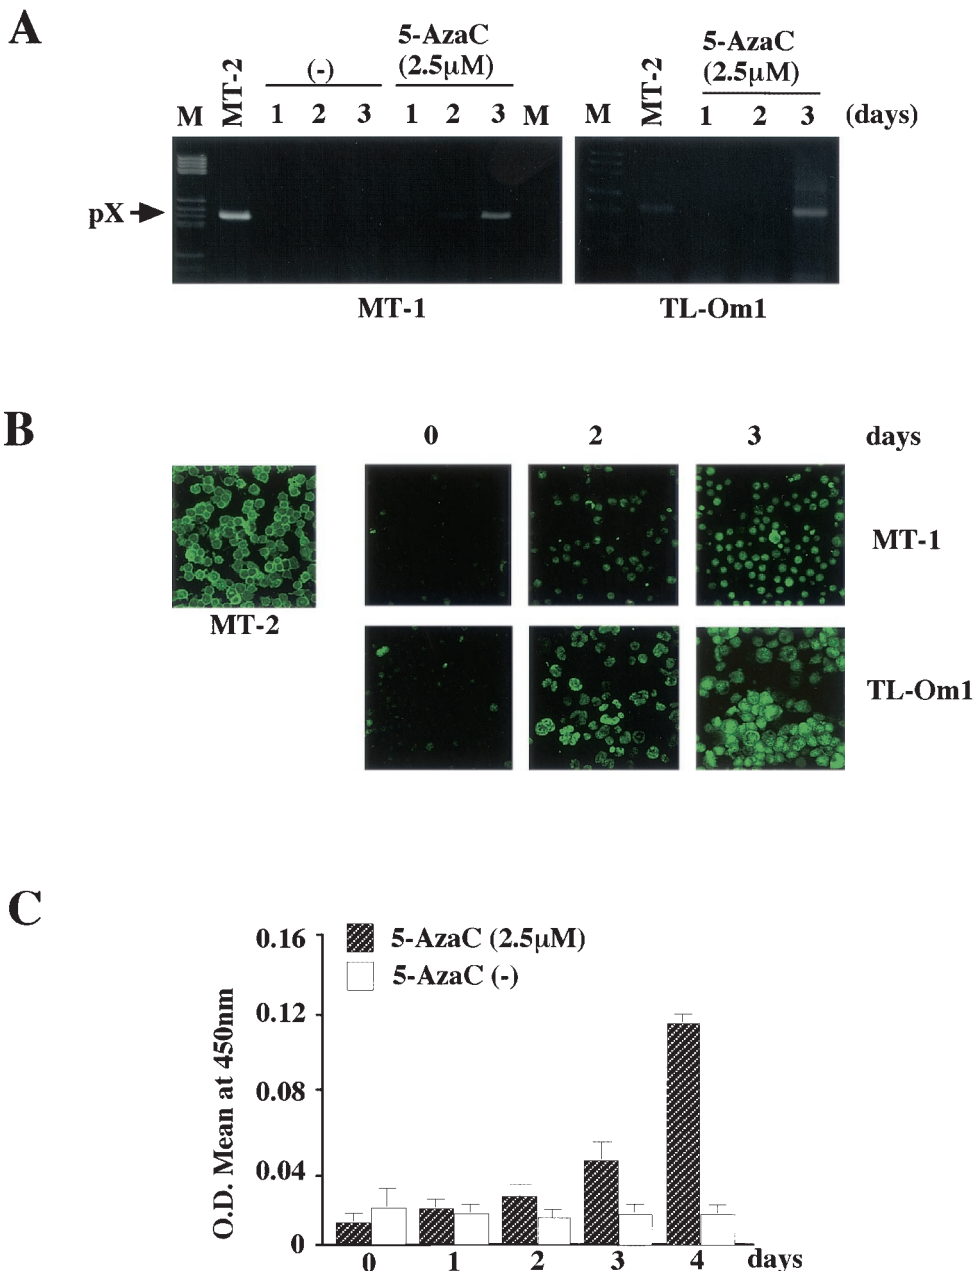 A
5-AzaC
(2.5μM)
(-)
MT-2
M 1 2 3 1 2 3 M
5-AzaC
(2.5μM)
MT-2
M 1 2 3 (days)
pX
MT-1
TL-Om1
B
0 2 3 days
MT-1
MT-2
TL-Om1
C
5-AzaC (2.5μM)
5-AzaC (-)
O.D. Mean at 450nm
0.16
0.12
0.08
0.04
0
0 1 2 3 4 days